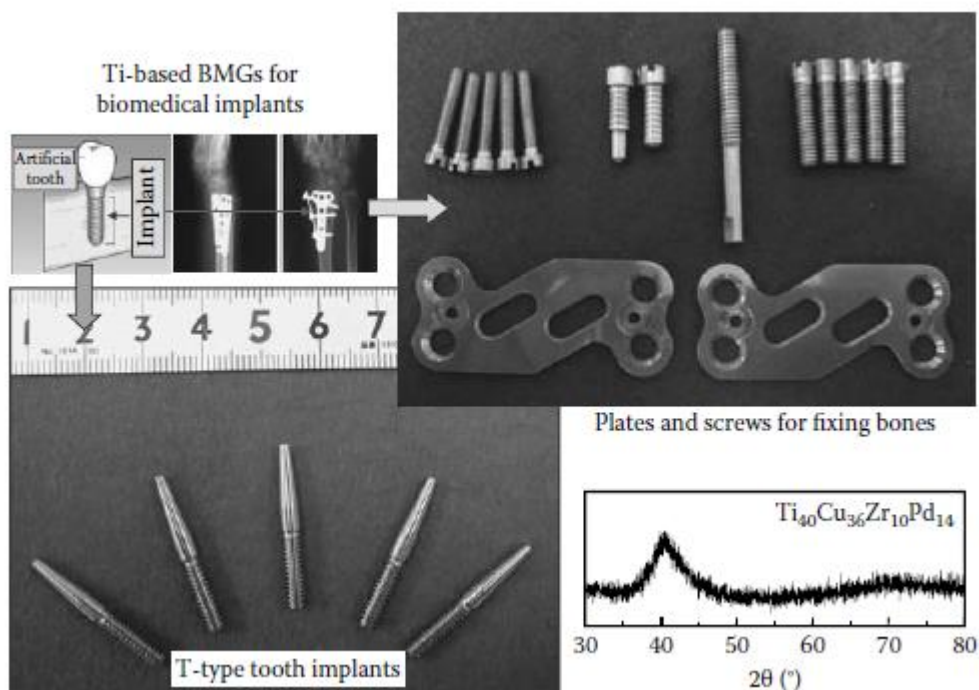 Ti-based BMGs for
biomedical implants
Artificial
tooth
Implant
1 2 3 4 5 6 7
Plates and screws for fixing bones
T-type tooth implants
Ti₄₀Cu₃₆Zr₁₀Pd₁₄
30 40 50 60 70 80
2θ (°)